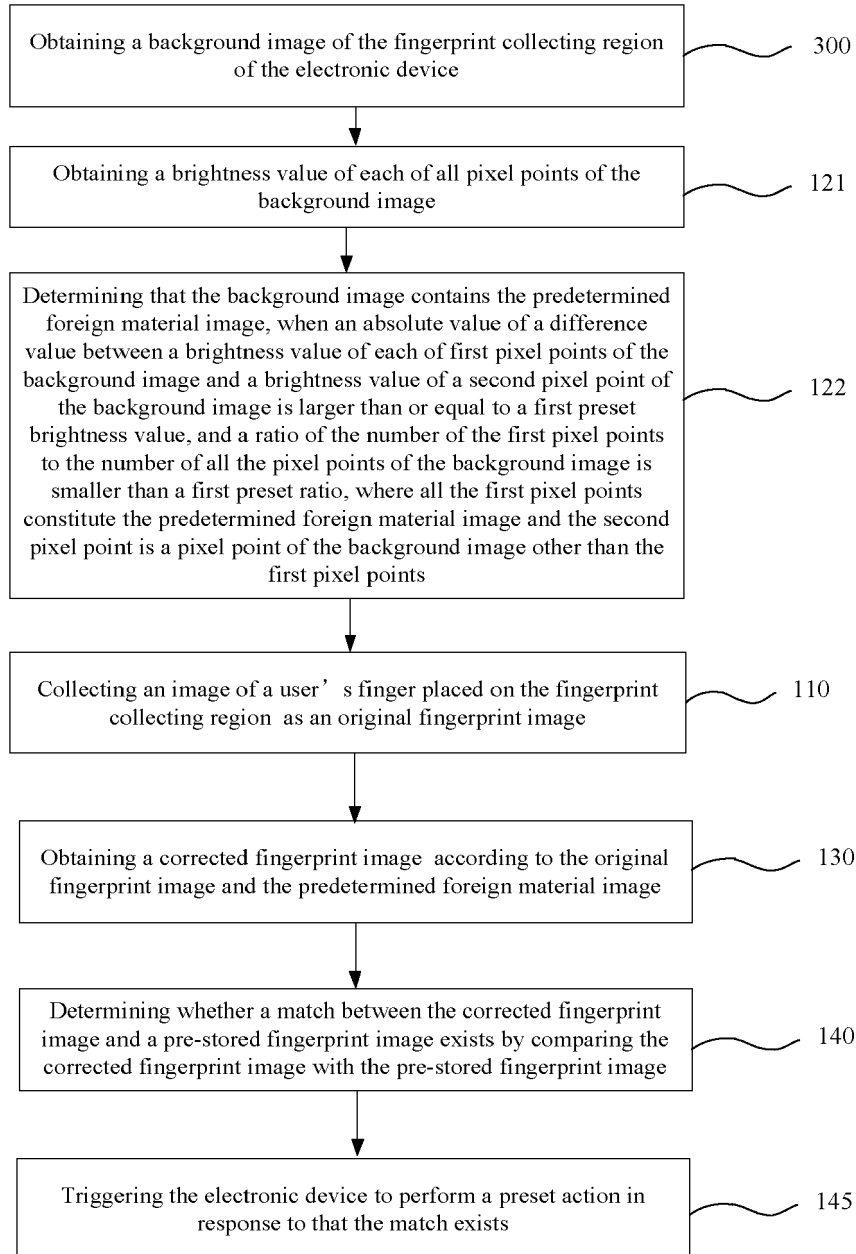 Obtaining a background image of the fingerprint collecting region
of the electronic device
300
Obtaining a brightness value of each of all pixel points of the
background image
121
Determining that the background image contains the predetermined
foreign material image, when an absolute value of a difference
value between a brightness value of each of first pixel points of the
background image and a brightness value of a second pixel point of
the background image is larger than or equal to a first preset
brightness value, and a ratio of the number of the first pixel points
to the number of all the pixel points of the background image is
smaller than a first preset ratio, where all the first pixel points
constitute the predetermined foreign material image and the second
pixel point is a pixel point of the background image other than the
first pixel points
122
Collecting an image of a user’s finger placed on the fingerprint
collecting region as an original fingerprint image
110
Obtaining a corrected fingerprint image according to the original
fingerprint image and the predetermined foreign material image
130
Determining whether a match between the corrected fingerprint
image and a pre-stored fingerprint image exists by comparing the
corrected fingerprint image with the pre-stored fingerprint image
140
Triggering the electronic device to perform a preset action in
response to that the match exists
145